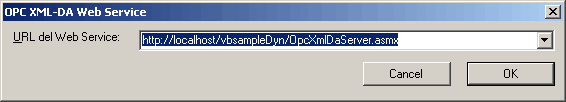 OPC XML-DA Web Service
URL del Web Service: http://localhost/vbsampleDyn/OpcXmlDaServer.asmx
Cancel OK